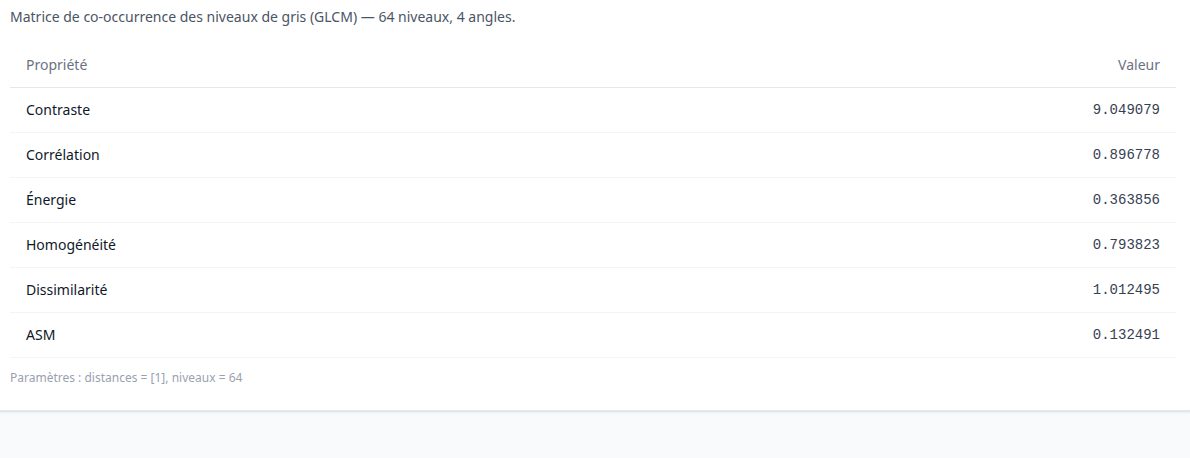 Matrice de co-occurrence des niveaux de gris (GLCM) — 64 niveaux, 4 angles.
Propriété Valeur
Contraste 9.049079
Corrélation 0.896778
Énergie 0.363856
Homogénéité 0.793823
Dissimilarité 1.012495
ASM 0.132491
Paramètres : distances = [1], niveaux = 64